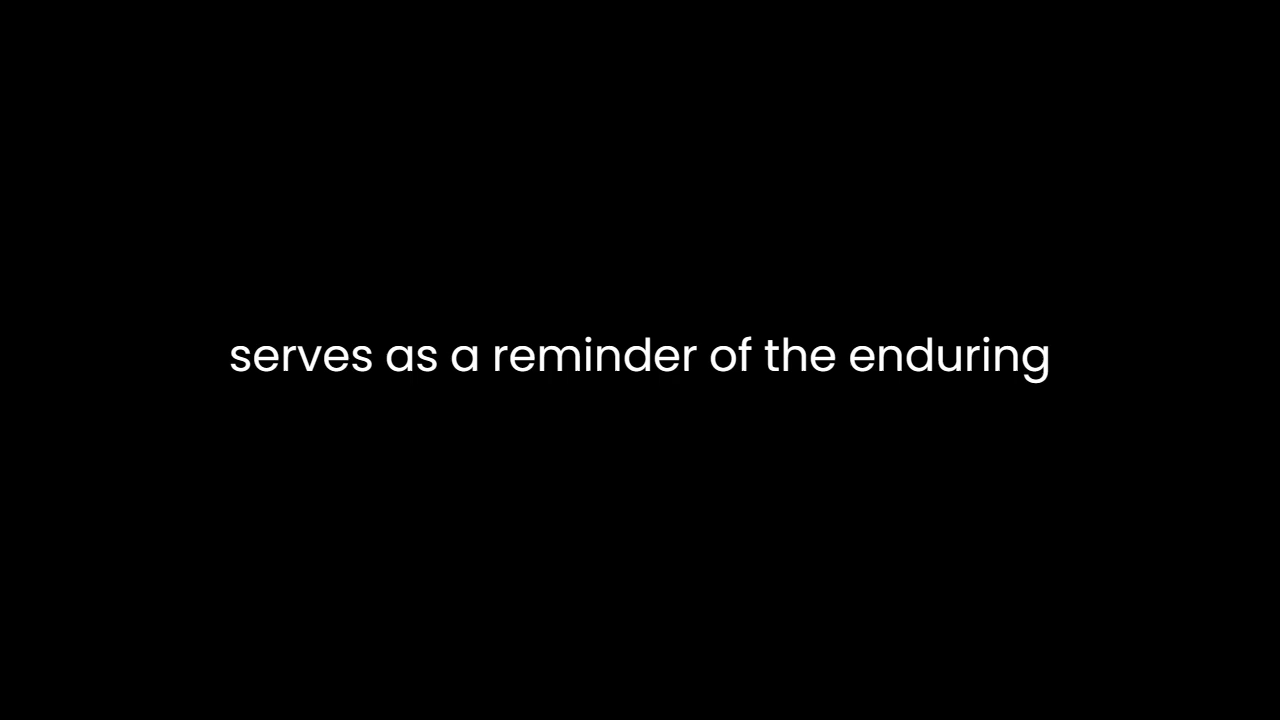 serves as a reminder of the enduring